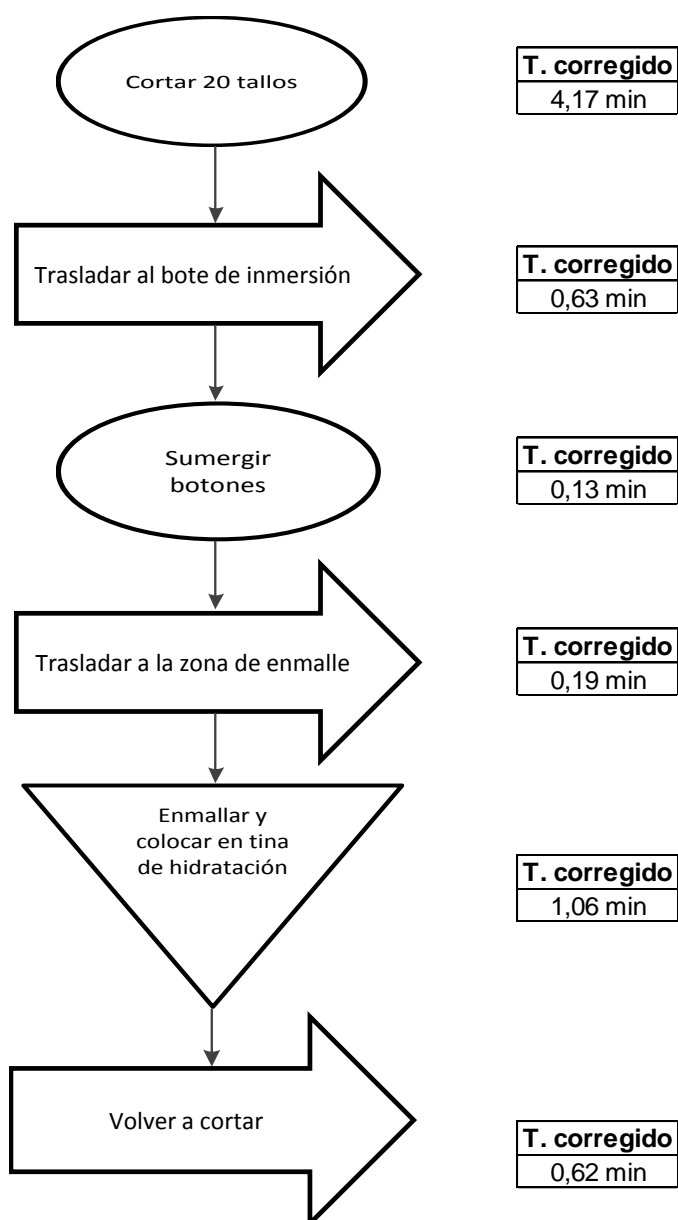 Cortar 20 tallos
T. corregido
4,17 min
Trasladar al bote de inmersión
T. corregido
0,63 min
Sumergir
botones
T. corregido
0,13 min
Trasladar a la zona de enmalle
T. corregido
0,19 min
Enmallar y
colocar en tina
de hidratación
T. corregido
1,06 min
Volver a cortar
T. corregido
0,62 min